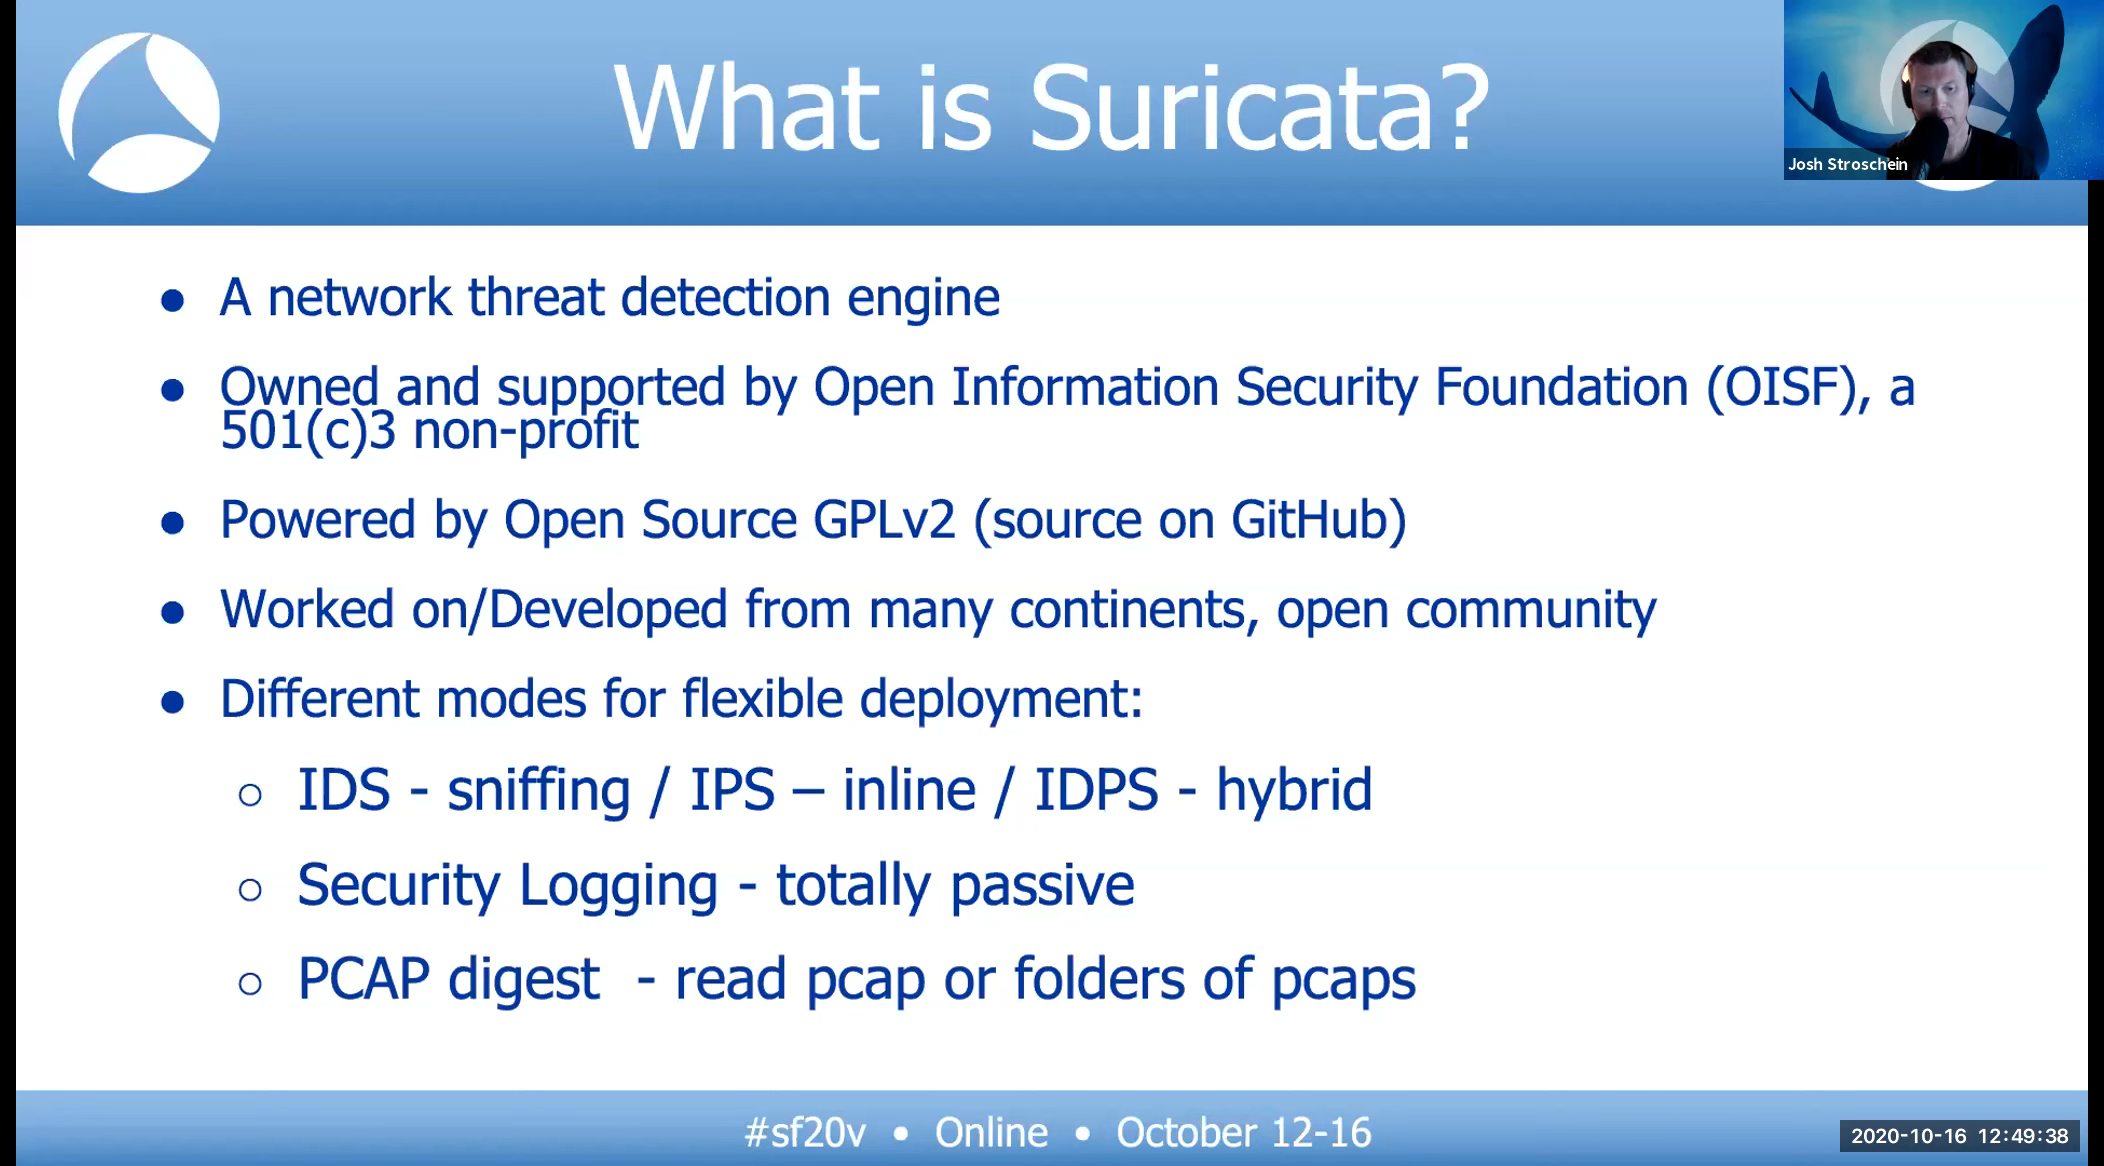 What is Suricata?
Josh Stroschein
● A network threat detection engine
● Owned and supported by Open Information Security Foundation (OISF), a
501(c)3 non-profit
● Powered by Open Source GPLv2 (source on GitHub)
● Worked on/Developed from many continents, open community
● Different modes for flexible deployment:
○ IDS - sniffing / IPS – inline / IDPS - hybrid
○ Security Logging - totally passive
○ PCAP digest  - read pcap or folders of pcaps
#sf20v • Online • October 12-16
2020-10-16 12:49:38